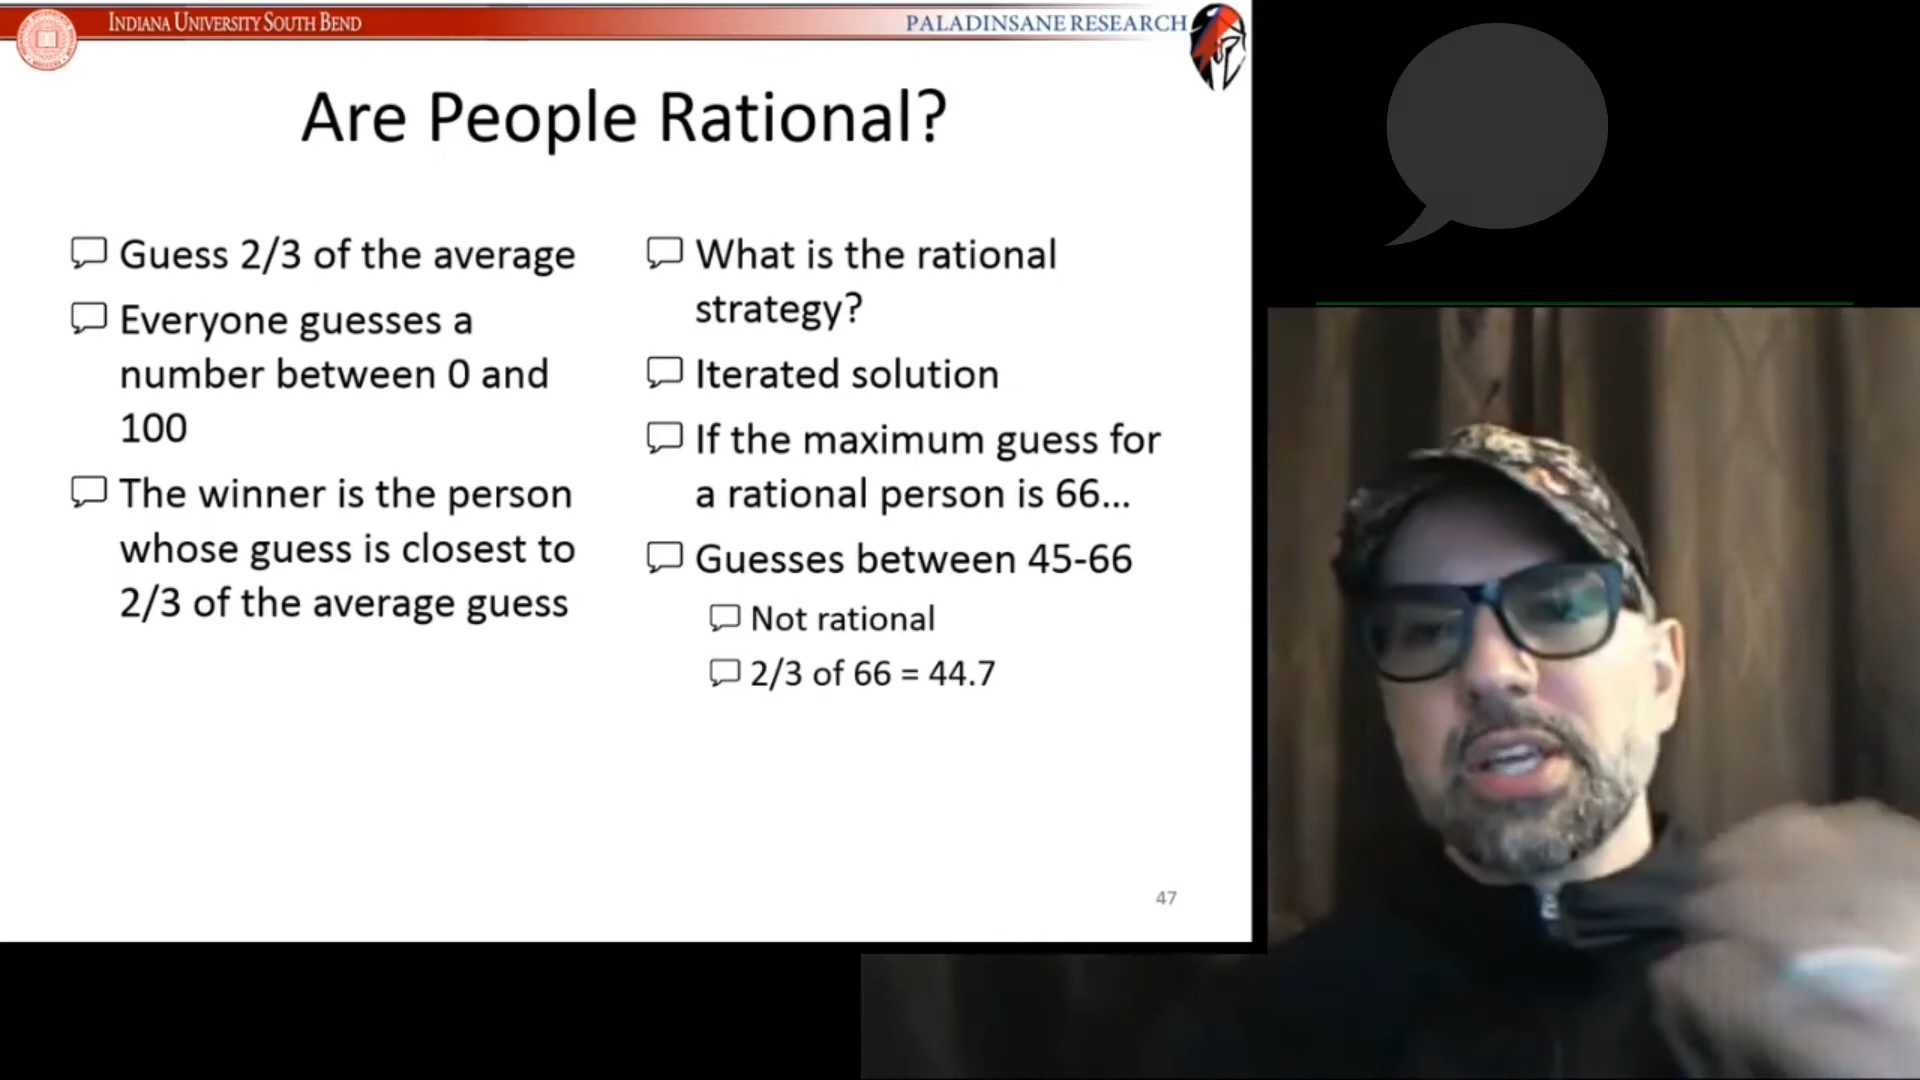 INDIANA UNIVERSITY SOUTH BEND
PALADINSANE RESEARCH
Are People Rational?
Guess 2/3 of the average
Everyone guesses a
number between 0 and
100
The winner is the person
whose guess is closest to
2/3 of the average guess
What is the rational
strategy?
Iterated solution
If the maximum guess for
a rational person is 66...
Guesses between 45-66
Not rational
2/3 of 66 = 44.7
47